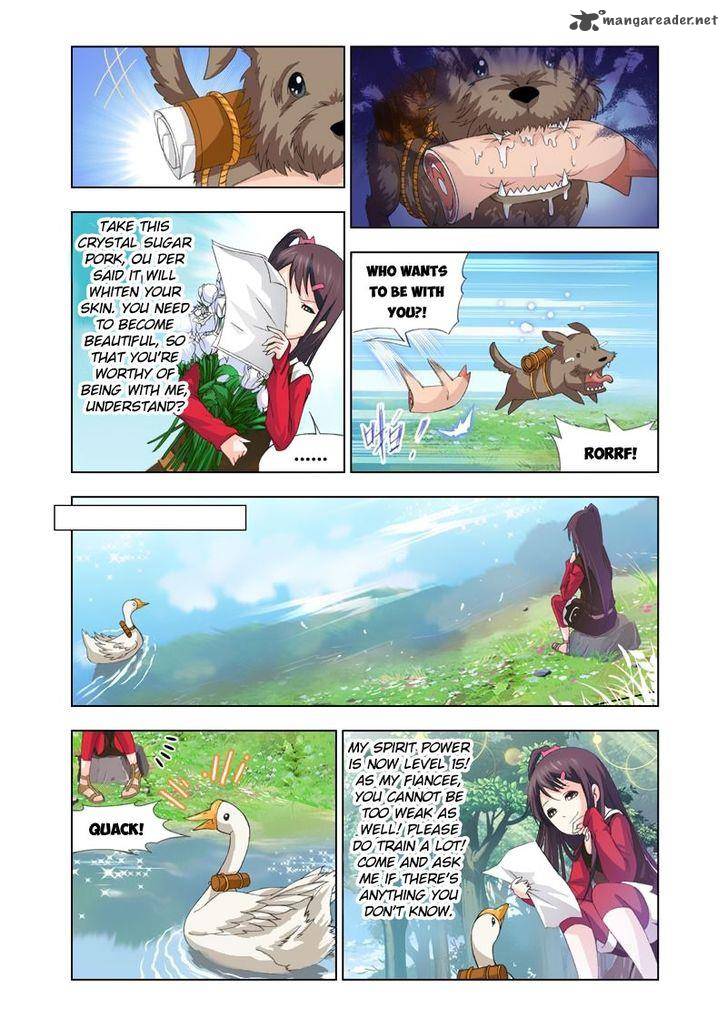 mangareader.net
TAKE THIS
CRYSTAL SUGAR
PORK, OU DER
SAID IT WILL
WHITEN YOUR
SKIN. YOU NEED
TO BECOME
BEAUTIFUL, SO
THAT YOU'RE
WORTHY OF
BEING WITH ME,
UNDERSTAND?
......
WHO WANTS
TO BE WITH
YOU?!
RORRF!
QUACK!
MY SPIRIT POWER
IS NOW LEVEL 15!
AS MY FIANCEE,
YOU CANNOT BE
TOO WEAK AS
WELL! PLEASE
DO TRAIN A LOT!
COME AND ASK
ME IF THERE'S
ANYTHING YOU
DON'T KNOW.